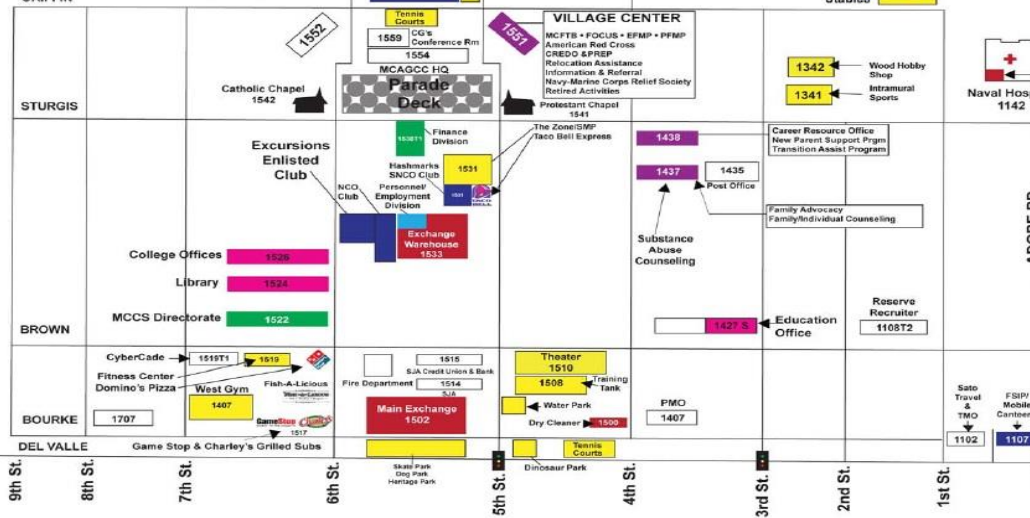 Tennis
Courts
1552
1559
CG's
Conference Rm
1554
MCAGCC HQ
Parade
Deck
1551
VILLAGE CENTER
MCFTB • FOCUS • EFMP • PFMP
American Red Cross
CREDO & PREP
Relocation Assistance
Information & Referral
Navy-Marine Corps Relief Society
Retired Activities
1342
Wood Hobby
Shop
1341
Intramural
Sports
Naval Hosp
1142
STURGIS
Catholic Chapel
1542
Protestant Chapel
1541
Finance
Division
The Zone/SMP
Taco Bell Express
Excursions
Enlisted
Club
Hashmarks
SNCO Club
1531
NCO
Club
Personnel/
Employment
Division
Exchange
Warehouse
1533
1438
Career Resource Office
New Parent Support Prgm
Transition Assist Program
1437
1435
Post Office
Family Advocacy
Family/Individual Counseling
Substance
Abuse
Counseling
College Offices
1526
Library
1524
MCCS Directorate
1522
BROWN
1427 S
Education
Office
Reserve
Recruiter
1108T2
CyberCade
1519T1
1519
Fitness Center
Domino's Pizza
West Gym
1407
Fish-A-Licious
GameStop
Charleys
1517
Game Stop & Charley's Grilled Subs
BOURKE
1707
1515
SJA Credit Union & Bank
Fire Department
1514
SJA
Main Exchange
1502
Theater
1510
1508
Training
Tank
Water Park
Dry Cleaner
1500
PMO
1407
Sato
Travel
&
TMO
1102
FSIP/
Mobile
Canteen
1107
DEL VALLE
Skate Park
Dog Park
Heritage Park
Dinosaur Park
Tennis
Courts
9th St.
8th St.
7th St.
6th St.
5th St.
4th St.
3rd St.
2nd St.
1st St.